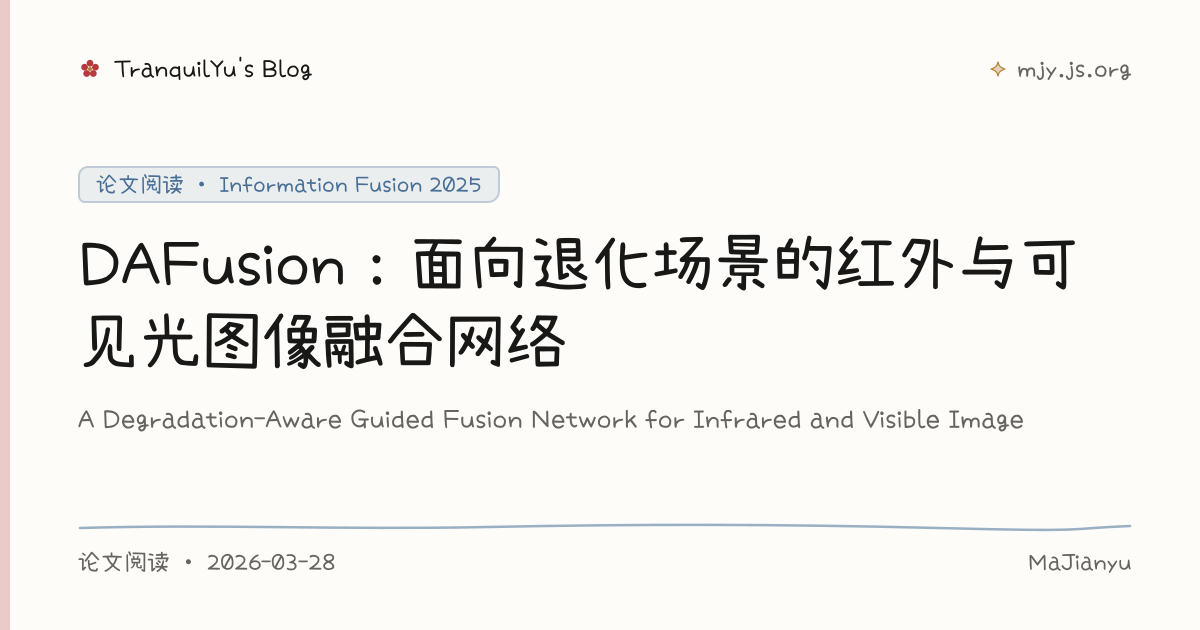 TranquilYu's Blog
mjy.js.org
论文阅读 • Information Fusion 2025
DAFusion：面向退化场景的红外与可
见光图像融合网络
A Degradation-Aware Guided Fusion Network for Infrared and Visible Image
论文阅读 • 2026-03-28
MaJianyu